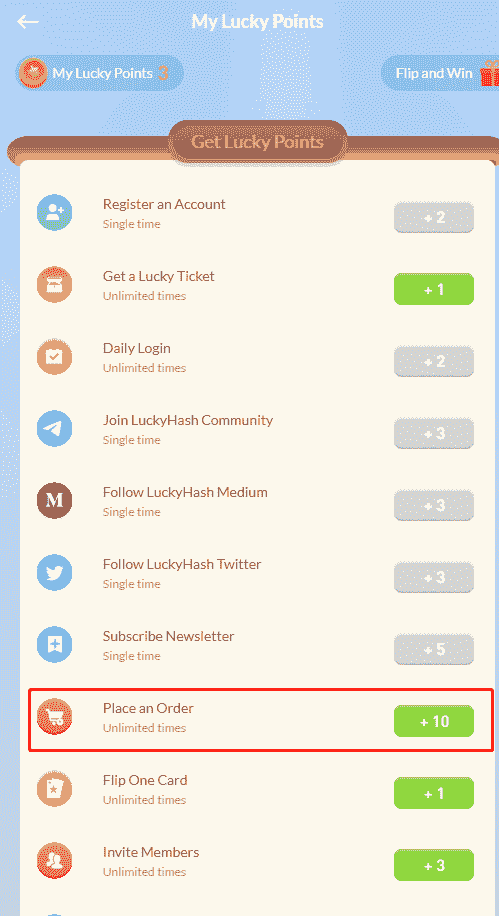 My Lucky Points
My Lucky Points 3
Flip and Win
Get Lucky Points
Register an Account
Single time
+ 2
Get a Lucky Ticket
Unlimited times
+ 1
Daily Login
Unlimited times
+ 2
Join LuckyHash Community
Single time
+ 3
Follow LuckyHash Medium
Single time
+ 3
M
Follow LuckyHash Twitter
Single time
+ 3
Subscribe Newsletter
Single time
+ 5
Place an Order
Unlimited times
+ 10
Flip One Card
Unlimited times
+ 1
Invite Members
Unlimited times
+ 3